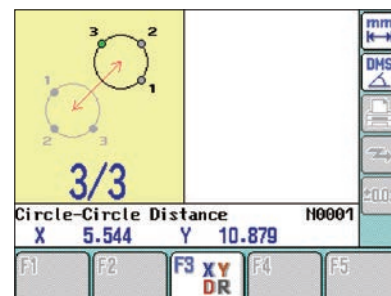 3 2
1
1
2 3
3/3
Circle-Circle Distance N0001
X 5.544 Y 10.879
mm
DMS
±0.0
F1 F2 F3 XY DR F4 F5